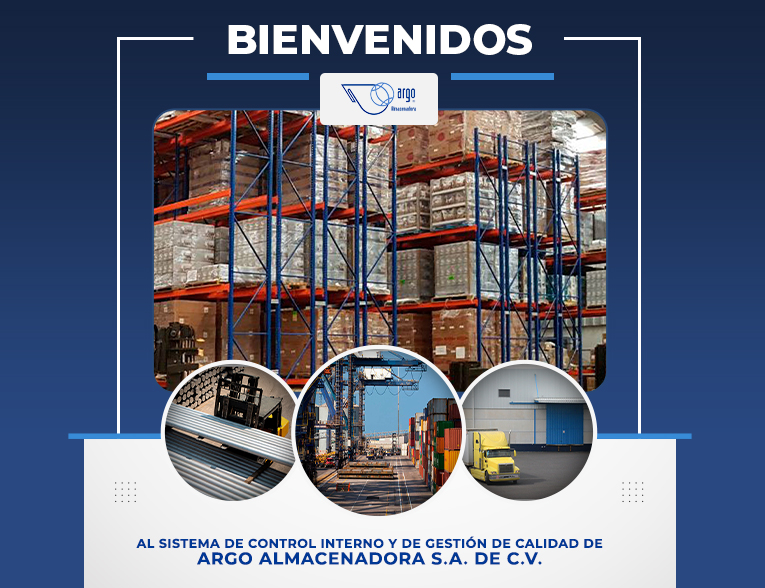 BIENVENIDOS
argo
Almacenadora
AL SISTEMA DE CONTROL INTERNO Y DE GESTIÓN DE CALIDAD DE
ARGO ALMACENADORA S.A. DE C.V.